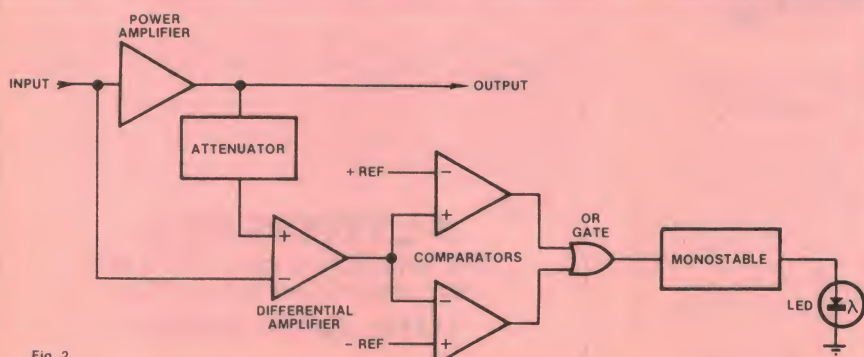 POWER
AMPLIFIER
INPUT
OUTPUT
ATTENUATOR
+ REF
−
+
OR
GATE
+
−
COMPARATORS
MONOSTABLE
DIFFERENTIAL
AMPLIFIER
−
+
− REF
LED
λ
Fig. 2